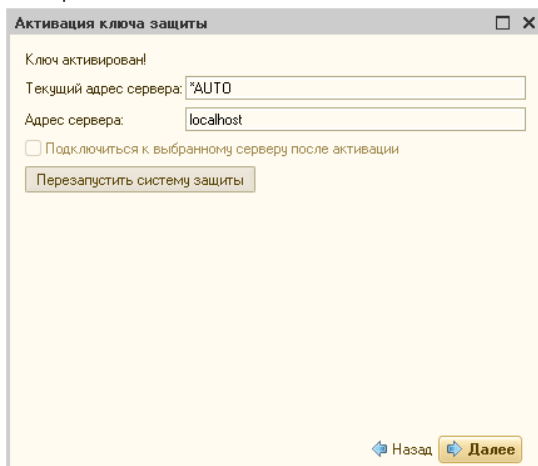 Активация ключа защиты
Ключ активирован!
Текущий адрес сервера: *AUTO
Адрес сервера: localhost
Подключиться к выбранному серверу после активации
Перезапустить систему защиты
Назад Далее